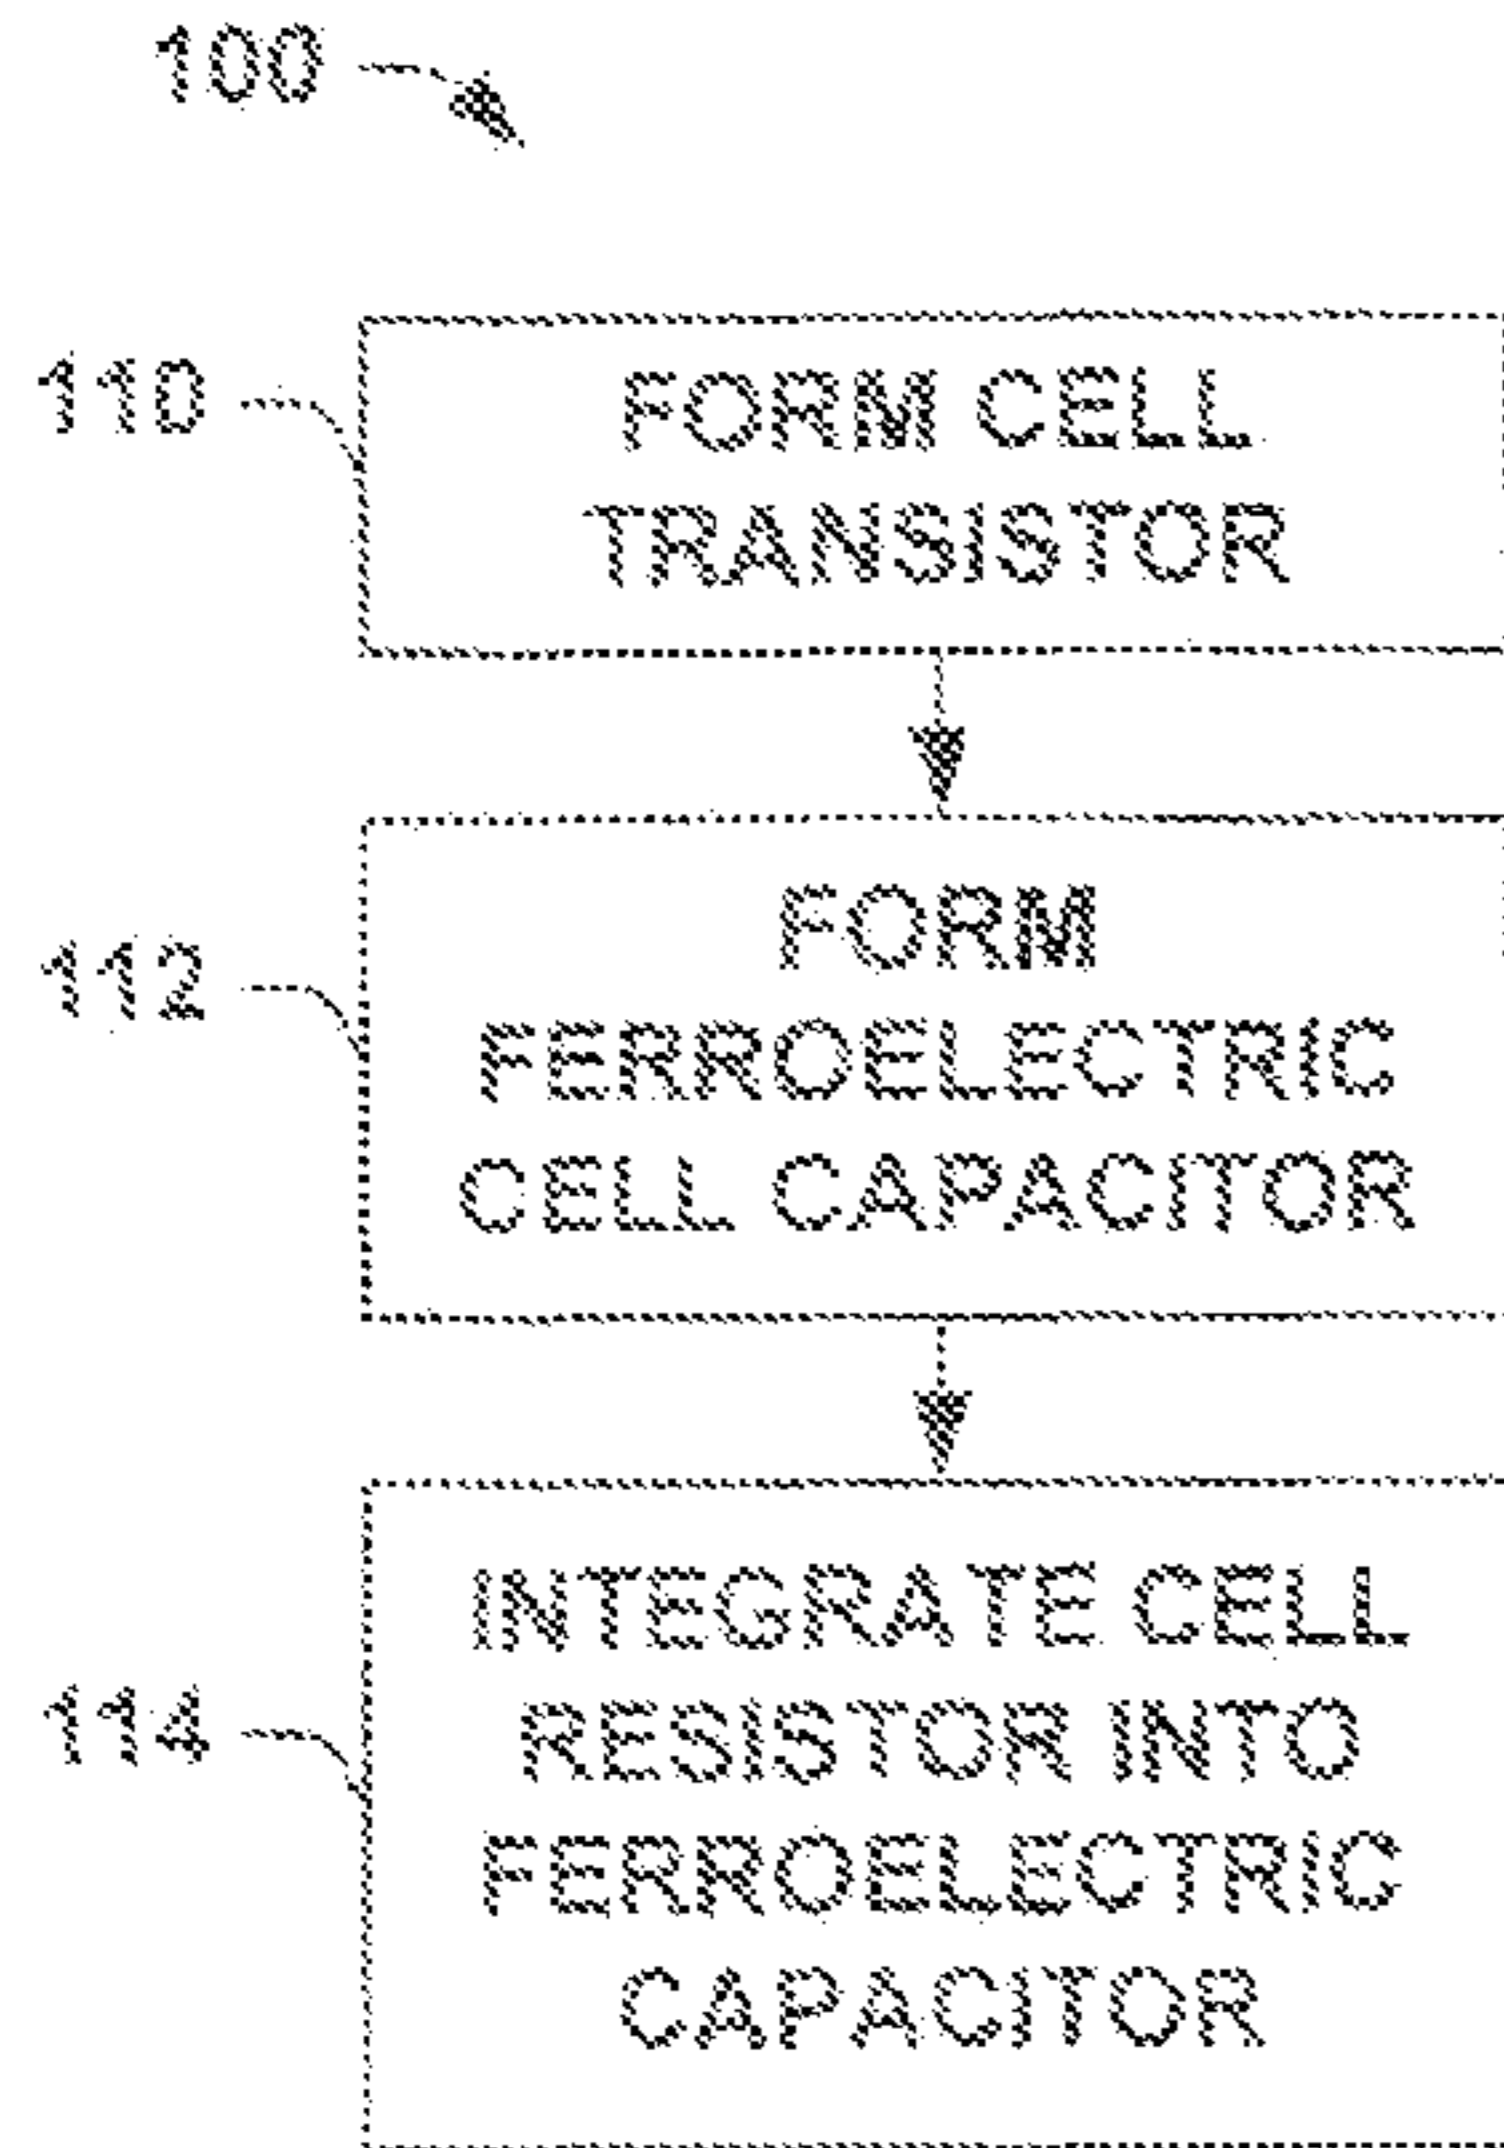 100
110
FORM CELL
TRANSISTOR
112
FORM
FERROELECTRIC
CELL CAPACITOR
114
INTEGRATE CELL
RESISTOR INTO
FERROELECTRIC
CAPACITOR